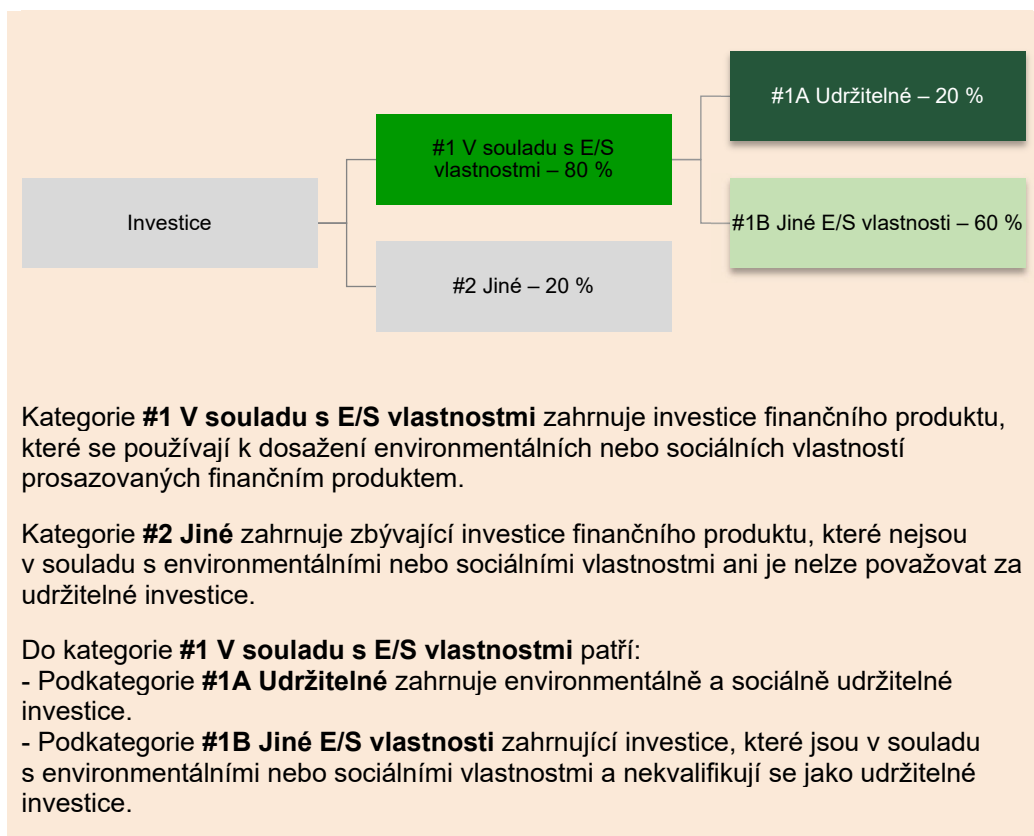 #1A Udržitelné – 20 %
#1 V souladu s E/S
vlastnostmi – 80 %
Investice
#1B Jiné E/S vlastnosti – 60 %
#2 Jiné – 20 %
Kategorie #1 V souladu s E/S vlastnostmi zahrnuje investice finančního produktu,
které se používají k dosažení environmentálních nebo sociálních vlastností
prosazovaných finančním produktem.
Kategorie #2 Jiné zahrnuje zbývající investice finančního produktu, které nejsou
v souladu s environmentálními nebo sociálními vlastnostmi ani je nelze považovat za
udržitelné investice.
Do kategorie #1 V souladu s E/S vlastnostmi patří:
- Podkategorie #1A Udržitelné zahrnuje environmentálně a sociálně udržitelné
investice.
- Podkategorie #1B Jiné E/S vlastnosti zahrnující investice, které jsou v souladu
s environmentálními nebo sociálními vlastnostmi a nekvalifikují se jako udržitelné
investice.